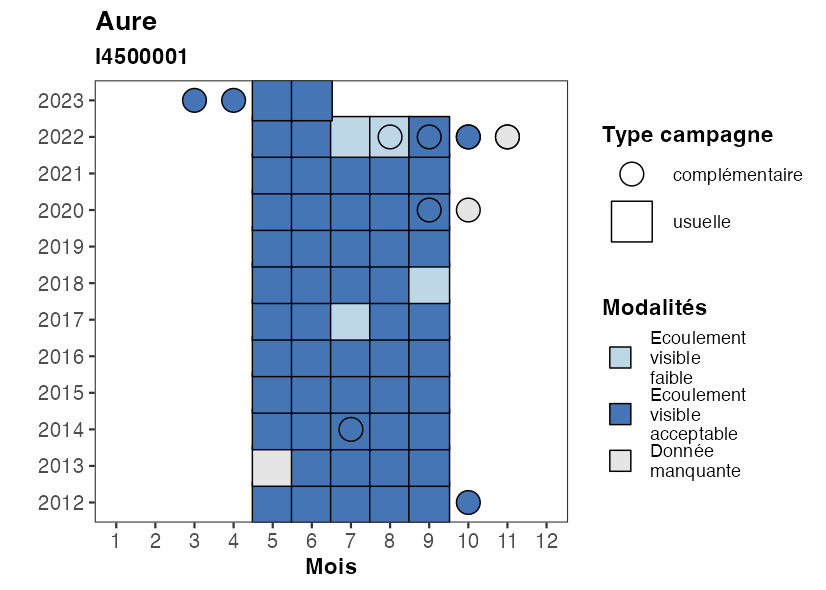 Aure
I4500001
2023
2022
2021
2020
2019
2018
2017
2016
2015
2014
2013
2012
1 2 3 4 5 6 7 8 9 10 11 12
Mois
Type campagne
complémentaire
usuelle
Modalités
Ecoulement
visible
faible
Ecoulement
visible
acceptable
Donnée
manquante